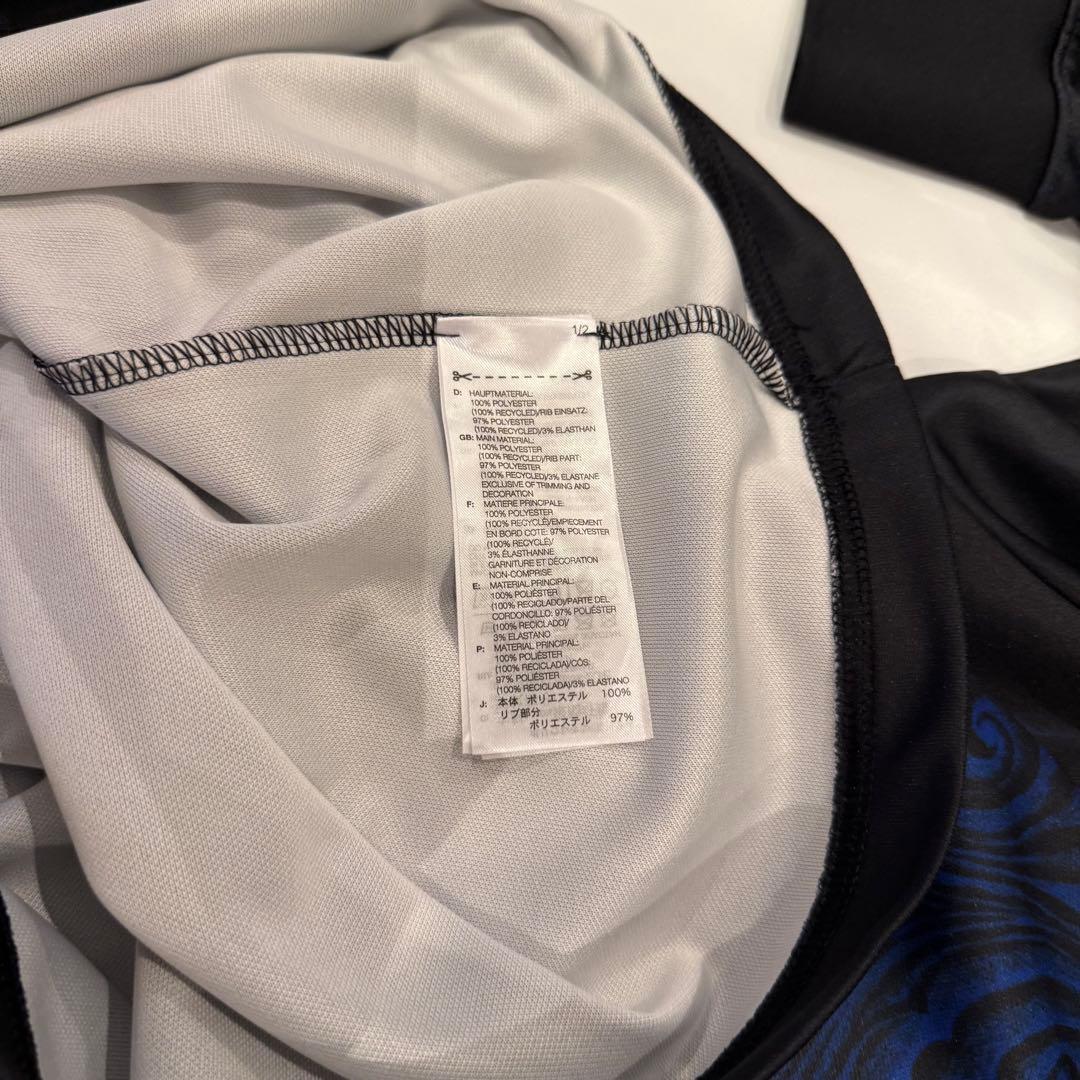 1/2
D: HAUPTMATERIAL:
100% POLYESTER
(100% RECYCLED)/RIB EINSATZ:
97% POLYESTER
(100% RECYCLED)/3% ELASTHAN
GB: MAIN MATERIAL:
100% POLYESTER
(100% RECYCLED)/RIB PART:
97% POLYESTER
(100% RECYCLED)/3% ELASTANE
EXCLUSIVE OF TRIMMING AND
DECORATION
F: MATIERE PRINCIPALE:
100% POLYESTER
(100% RECYCLÉ)/EMPIECEMENT
EN BORD COTE: 97% POLYESTER
(100% RECYCLÉ)/
3% ÉLASTHANNE
GARNITURE ET DÉCORATION
NON-COMPRISE
E: MATERIAL PRINCIPAL:
100% POLIÉSTER
(100% RECICLADO)/PARTE DEL
CORDONCILLO: 97% POLIÉSTER
(100% RECICLADO)/
3% ELASTANO
P: MATERIAL PRINCIPAL:
100% POLIÉSTER
(100% RECICLADA)/CÓS:
97% POLIÉSTER
(100% RECICLADA)/3% ELASTANO
J: 本体 ポリエステル 100%
リブ部分
ポリエステル 97%